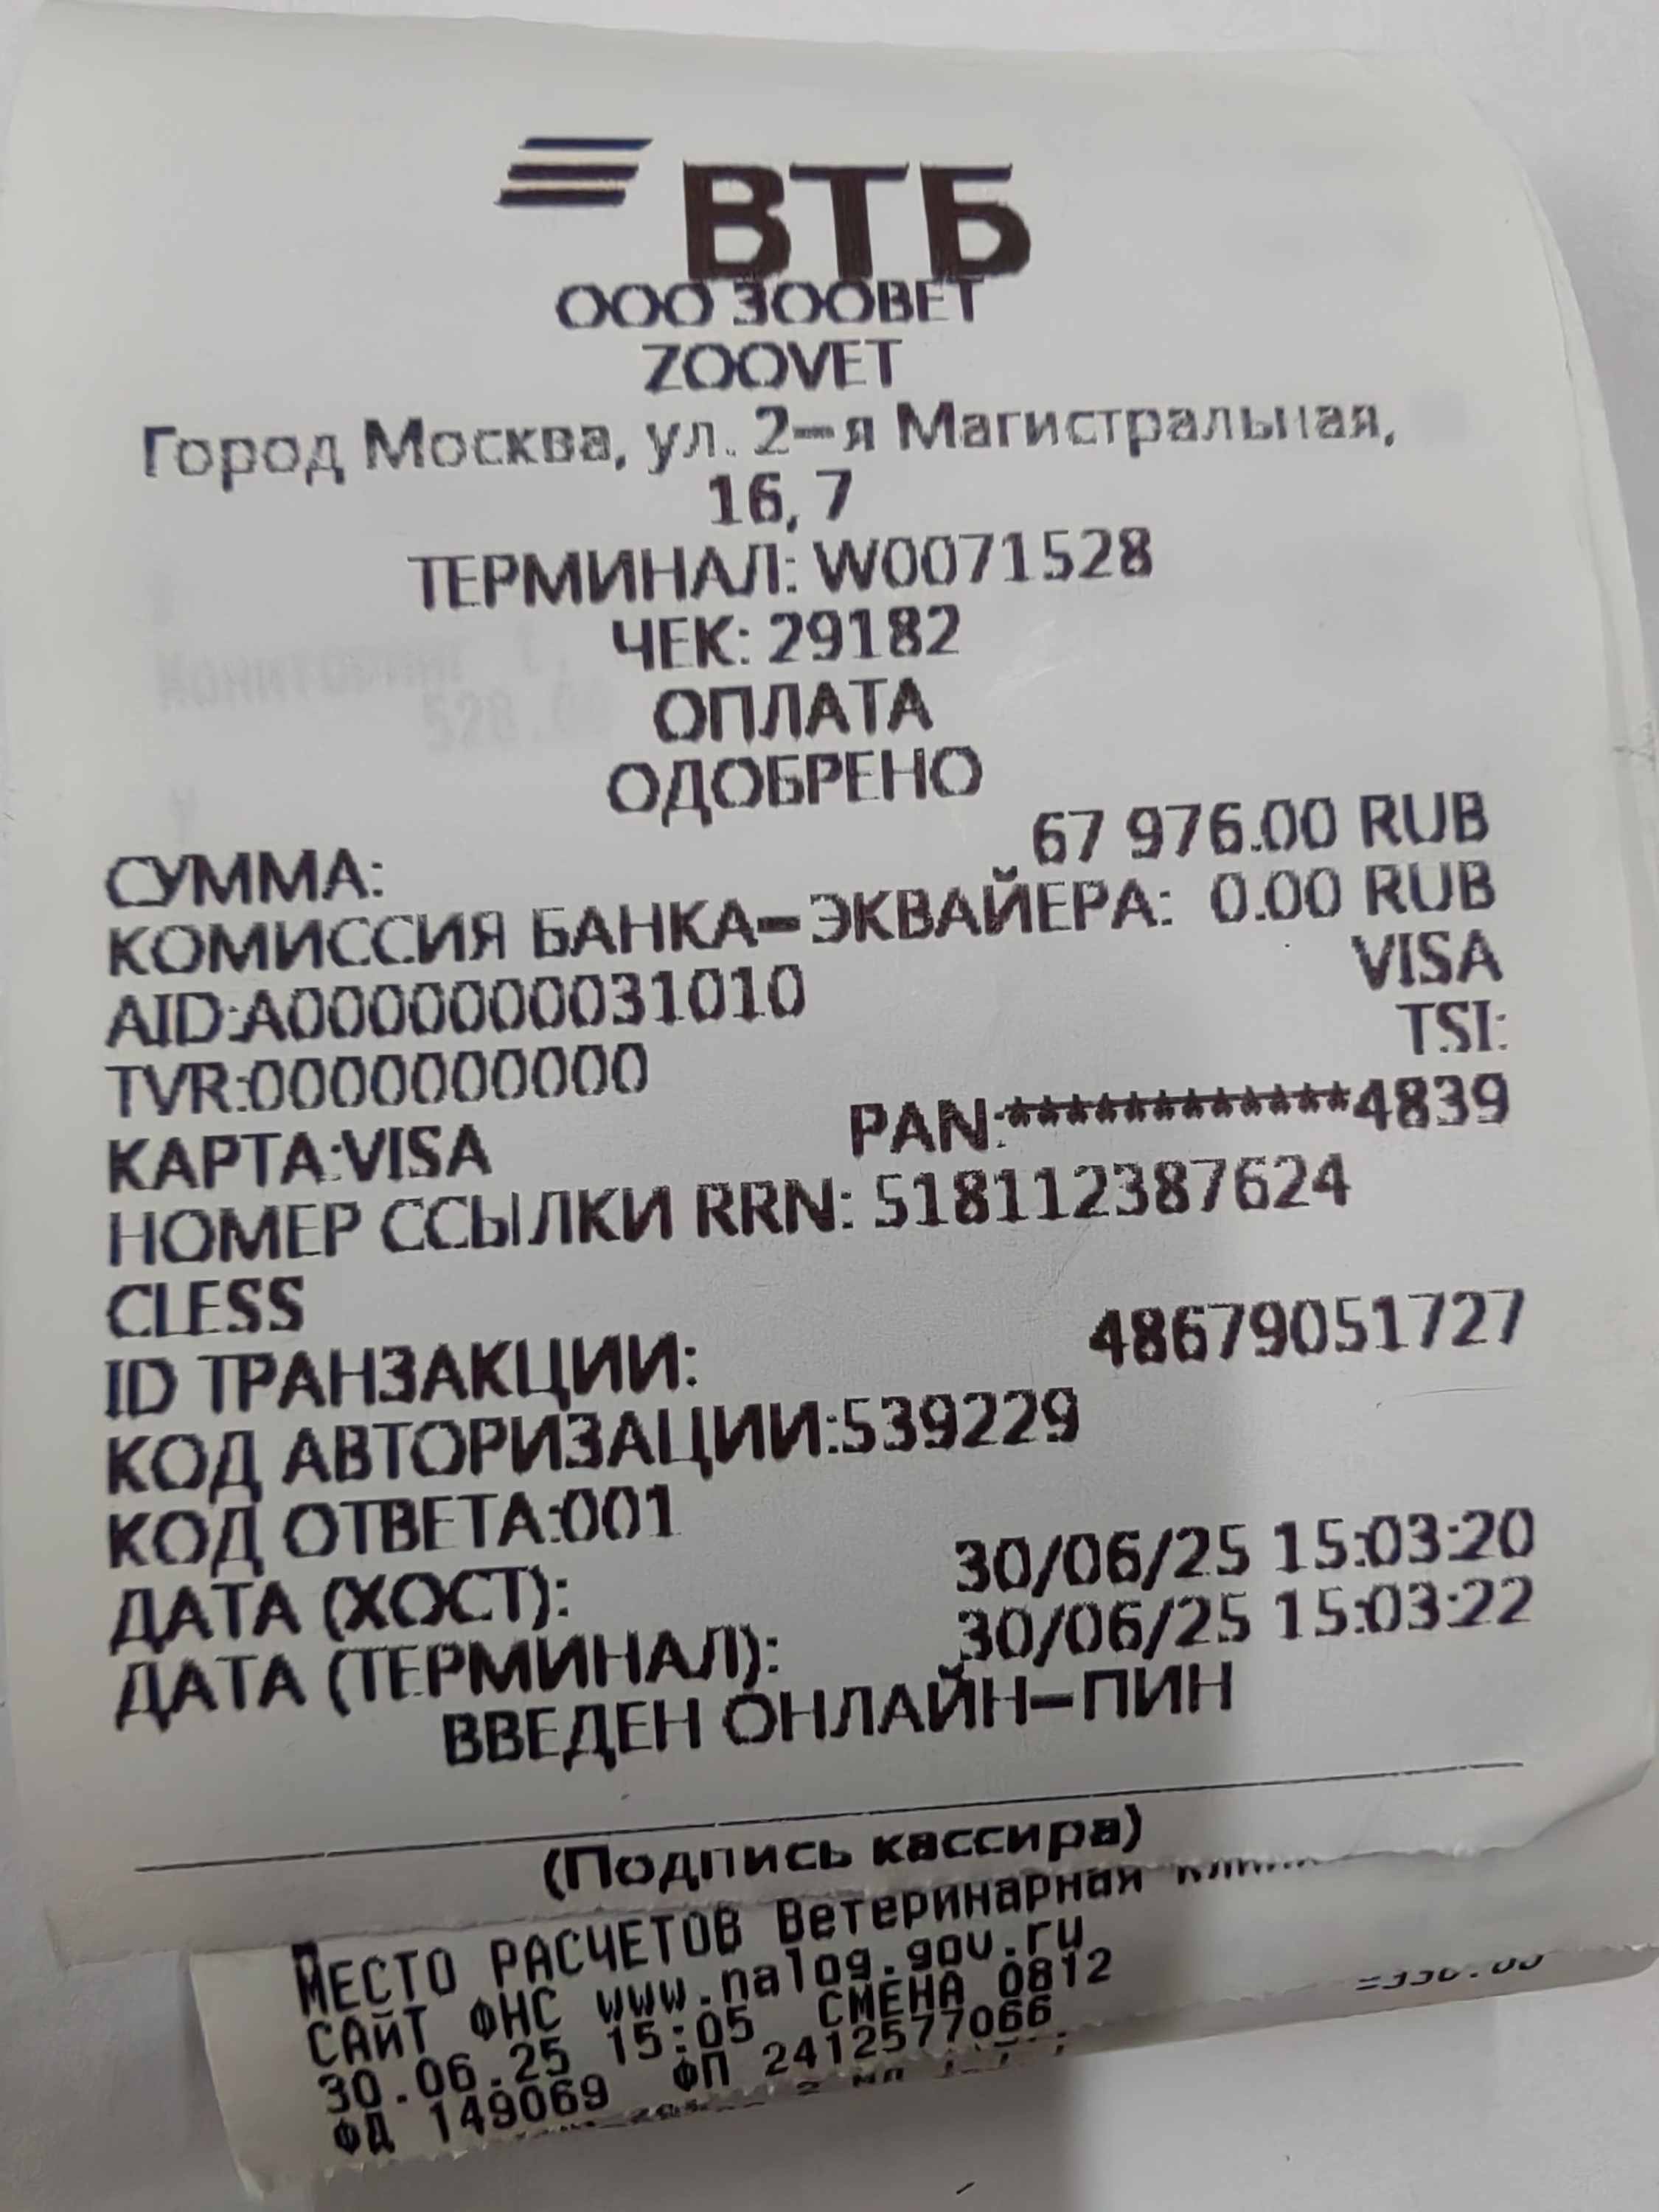 ВТБ
ООО ЗООВЕТ
ZOOVET
Город Москва, ул. 2-я Магистральная,
16, 7
ТЕРМИНАЛ: W0071528
ЧЕК: 29182
ОПЛАТА
ОДОБРЕНО
СУММА: 67 976.00 RUB
КОМИССИЯ БАНКА-ЭКВАЙЕРА: 0.00 RUB
AID:A0000000031010 VISA
TVR:0000000000 TSI:
КАРТА:VISA PAN:************4839
НОМЕР ССЫЛКИ RRN: 518112387624
CLESS
ID ТРАНЗАКЦИИ: 48679051727
КОД АВТОРИЗАЦИИ:539229
КОД ОТВЕТА:001
ДАТА (ХОСТ): 30/06/25 15:03:20
ДАТА (ТЕРМИНАЛ): 30/06/25 15:03:22
ВВЕДЕН ОНЛАЙН-ПИН
(Подпись кассира)
МЕСТО РАСЧЕТОВ Ветеринарная
САЙТ ФНС www.nalog.gov.ru
30.06.25 15:05 СМЕНА 0812
ФД 149069 ФП 2412577066